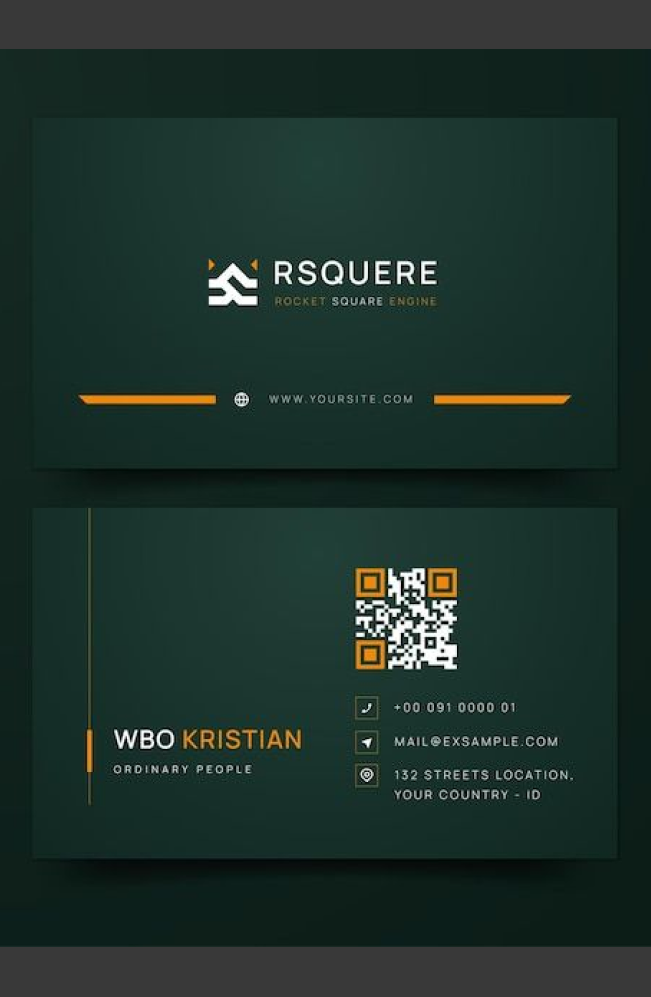 RSQUERE
ROCKET SQUARE ENGINE
WWW.YOURSITE.COM
WBO KRISTIAN
ORDINARY PEOPLE
+00 091 0000 01
MAIL@EXSAMPLE.COM
132 STREETS LOCATION,
YOUR COUNTRY - ID